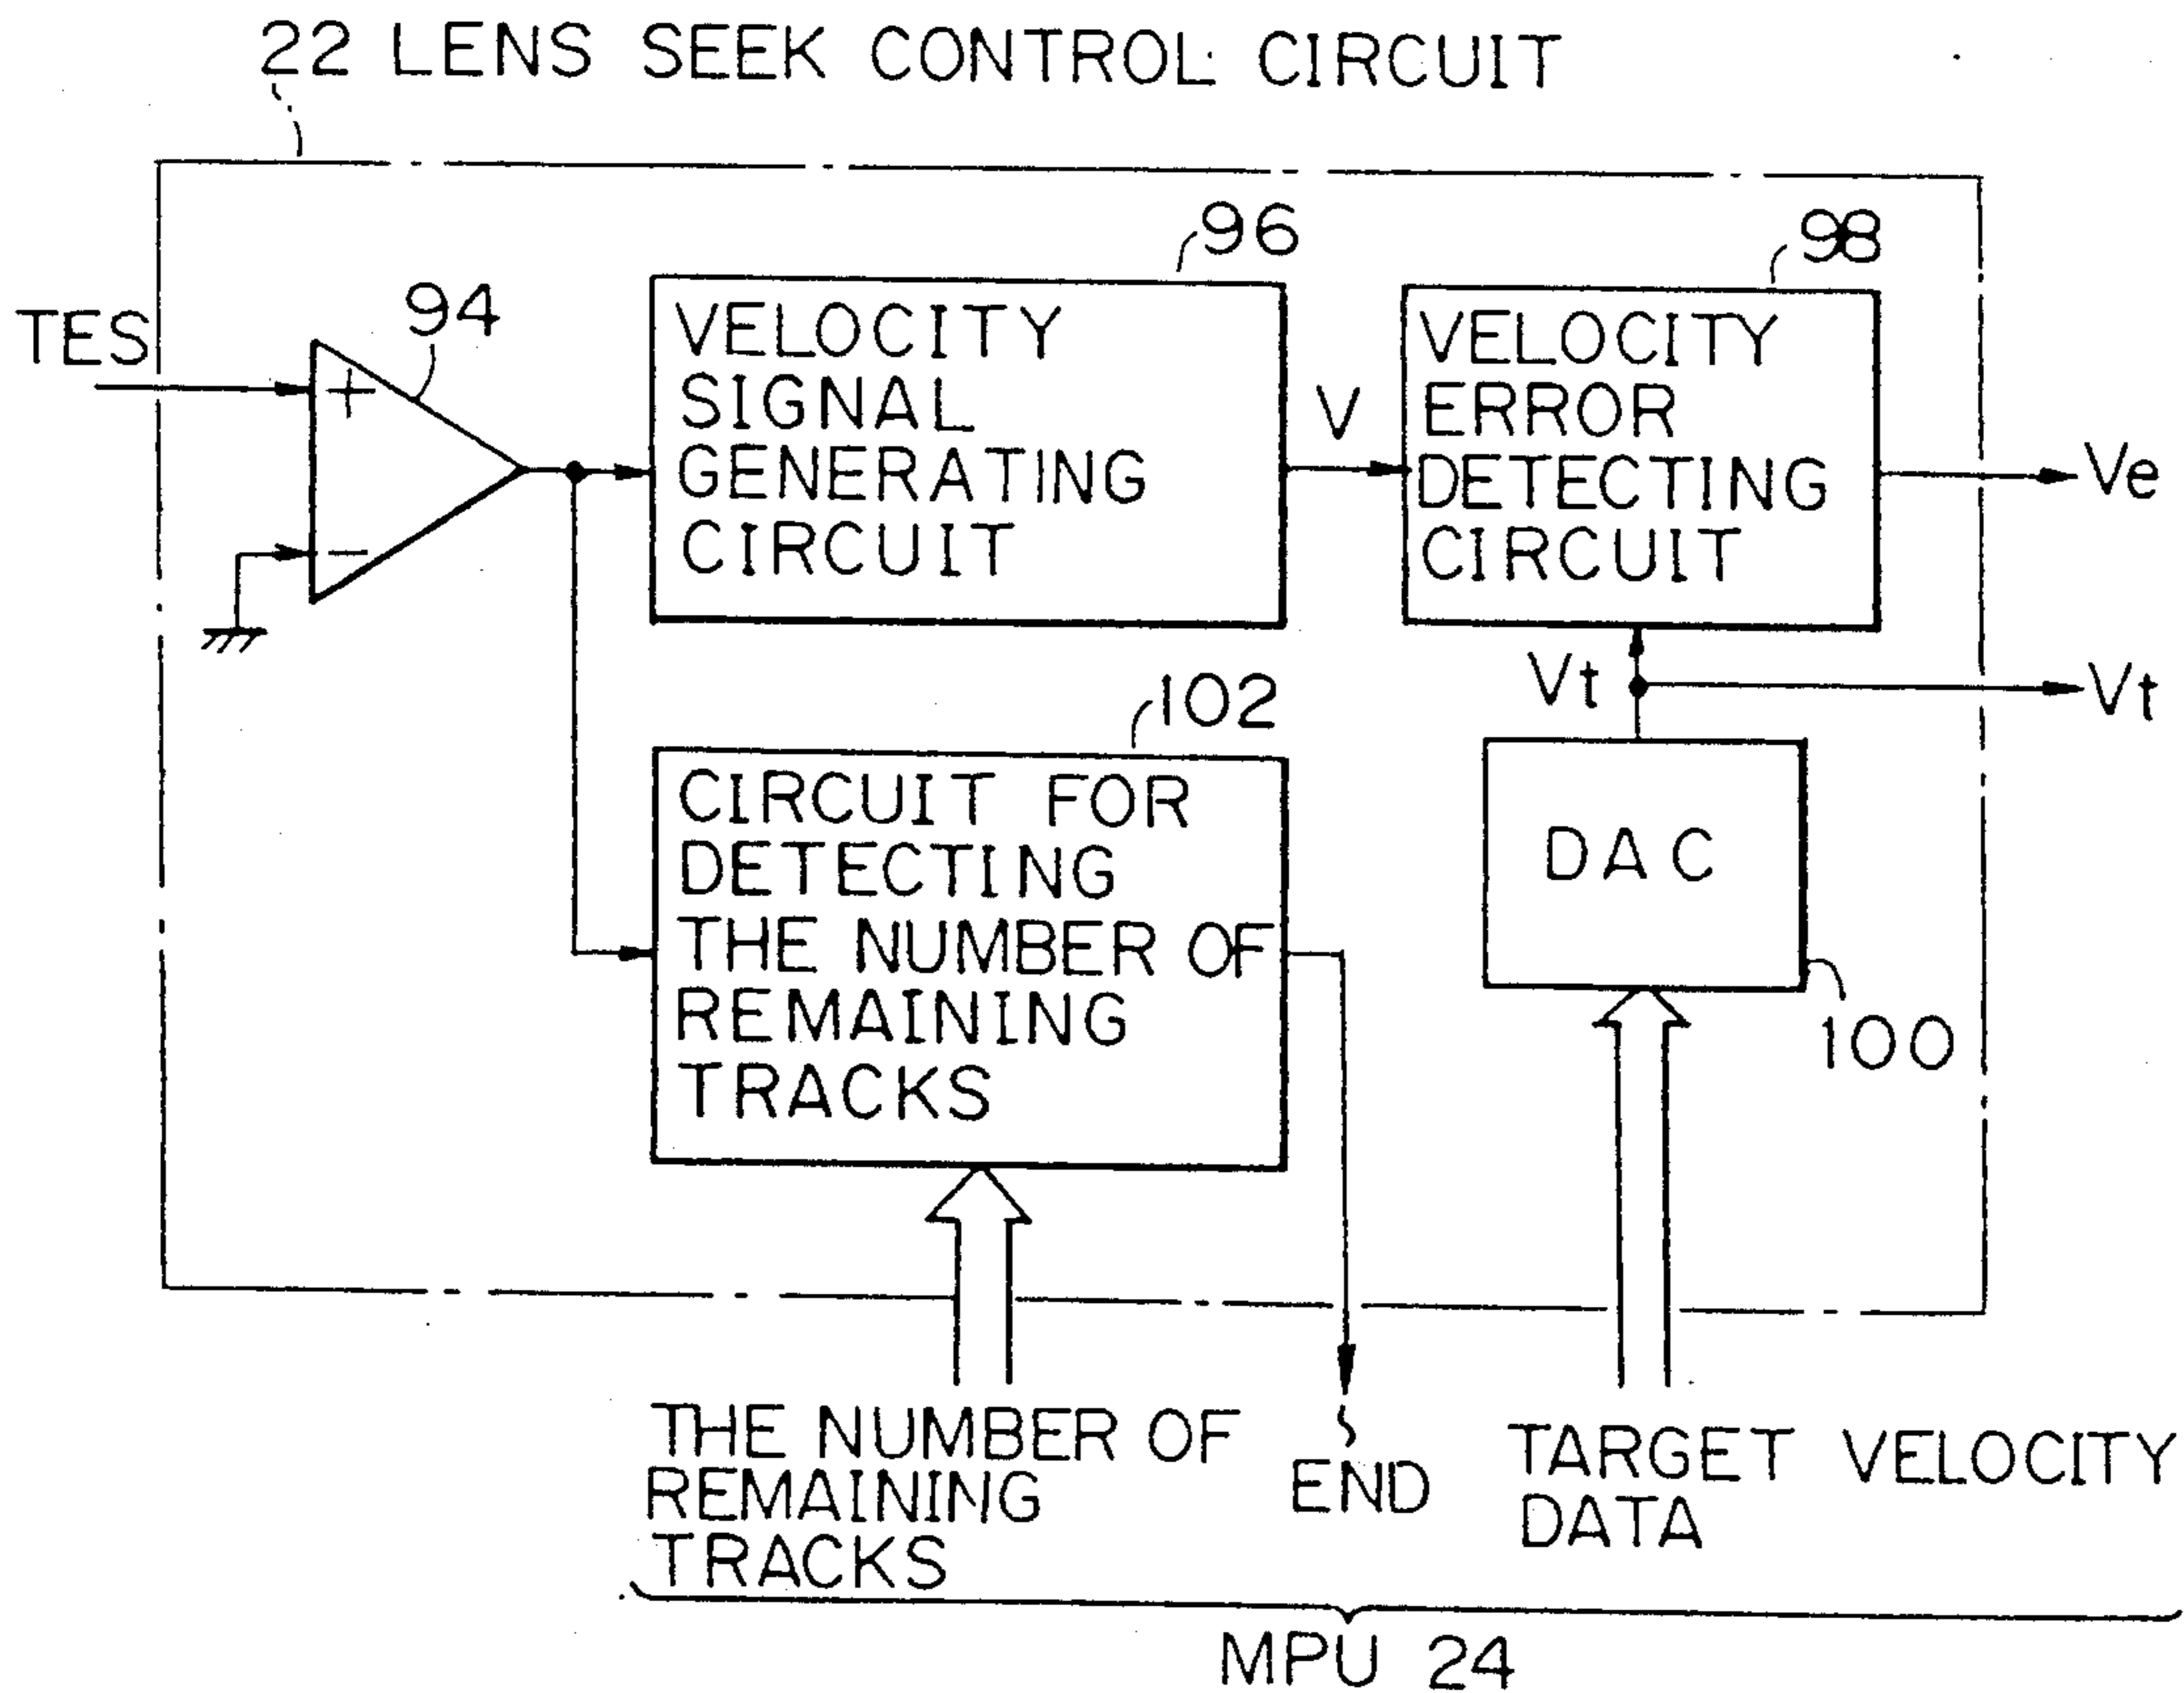 22 LENS SEEK CONTROL CIRCUIT
TES
94
+
−
96
VELOCITY
SIGNAL
GENERATING
CIRCUIT
V
98
VELOCITY
ERROR
DETECTING
CIRCUIT
Ve
Vt
Vt
102
CIRCUIT FOR
DETECTING
THE NUMBER OF
REMAINING
TRACKS
DAC
100
THE NUMBER OF
REMAINING
TRACKS
END
TARGET VELOCITY
DATA
MPU 24